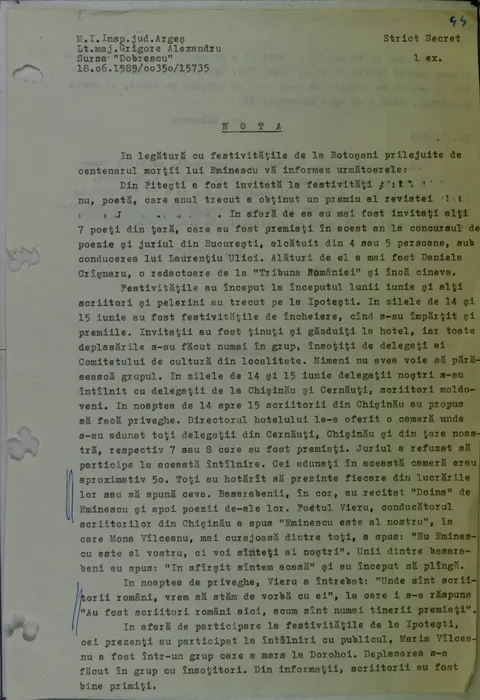 44
M.I.Insp.jud.Argeş
Strict Secret
Lt.maj.Grigore Alexandru
Sursa "Dobrescu"
1 ex.
18.06.1989/oo35o/15735
N O T A
In legătură cu festivităţile de la Botoşani prilejuite de
centenarul morţii lui Eminescu vă informez următoarele:
Din Piteşti a fost invitată la festivităţi
nu, poetă, care anul trecut a obţinut un premiu al revistei
. In afară de ea au mai fost invitaţi alţi
7 poeţi din ţară, care au fost premiaţi în acest an la concursul de
poezie şi juriul din Bucureşti, alcătuit din 4 sau 5 persoane, sub
conducerea lui Laurenţiu Ulici. Alături de el a mai fost Daniela
Crîşnaru, o redactoare de la "Tribuna României" şi încă cineva.
Festivităţile au început la începutul lunii iunie şi alţi
scriitori şi pelerini au trecut pe la Ipoteşti. In zilele de 14 şi
15 iunie au fost festivităţile de încheiere, cînd s-au împărţit şi
premiile. Invitaţii au fost ţinuţi şi găzduiţi la hotel, iar toate
deplasările s-au făcut numai în grup, însoţiţi de delegaţi ai
Comitetului de cultură din localitate. Nimeni nu avea voie să pără-
sească grupul. In zilele de 14 şi 15 iunie delegaţii noştri s-au
întîlnit cu delegaţii de la Chişinău şi Cernăuţi, scriitori moldo-
veni. In noaptea de 14 spre 15 scriitorii din Chişinău au propus
să facă priveghe. Directorul hotelului le-a oferit o cameră unde
s-au adunat toţi delegaţii din Cernăuţi, Chişinău şi din ţara noas-
tră, respectiv 7 sau 8 care au fost premiaţi. Juriul a refuzat să
participe la această întîlnire. Cei adunaţi în această cameră erau
aproximativ 5o. Toţi au hotărît să prezinte fiecare din lucrările
lor sau să spună ceva. Basarabenii, în cor, au recitat "Doina" de
Eminescu şi apoi poezii de-ale lor. Poetul Vieru, conducătorul
scriitorilor din Chişinău a spus "Eminescu este al nostru", la
care Mona Vîlceanu, mai curajoasă dintre toţi, a spus: "Nu Emines-
cu este al vostru, ci voi sînteţi ai noştri". Unii dintre basara-
beni au spus: "In sfîrşit sîntem acasă" şi au început să plîngă.
In noaptea de priveghe, Vieru a întrebat: "Unde sînt scrii-
torii români, vrem să stăm de vorbă cu ei", la care i s-a răspuns
"Au fost scriitori români aici, acum sînt numai tinerii premiaţi".
In afară de participare la festivităţile de la Ipoteşti,
cei prezenţi au participat la întîlniri cu publicul, Maria Vîlcea-
nu a fost într-un grup care a mers la Dorohoi. Deplasarea s-a
făcut în grup cu însoţitori. Din informaţii, scriitorii au fost
bine primiţi.